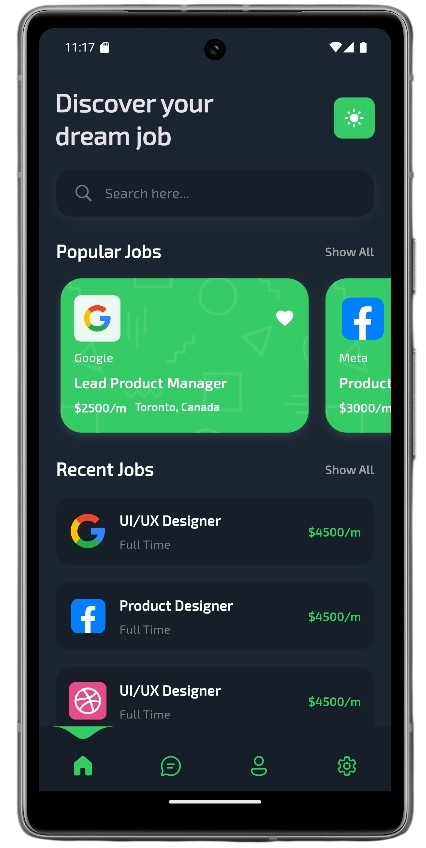 11:17
Discover your
dream job
Search here...
Popular Jobs
Show All
Google
Lead Product Manager
$2500/m Toronto, Canada
Meta
Product
$3000/m
Recent Jobs
Show All
UI/UX Designer
Full Time
$4500/m
Product Designer
Full Time
$4500/m
UI/UX Designer
Full Time
$4500/m